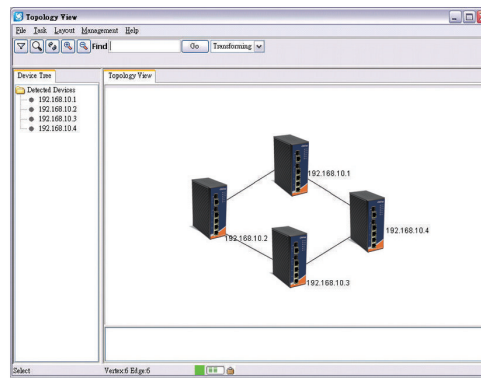 Topology View
File Task Layout Management Help
Find Go Transforming
Device Tree
Topology View
Detected Devices
192.168.10.1
192.168.10.2
192.168.10.3
192.168.10.4
192.168.10.1
192.168.10.2
192.168.10.4
192.168.10.3
Select Vertex:6 Edge:6